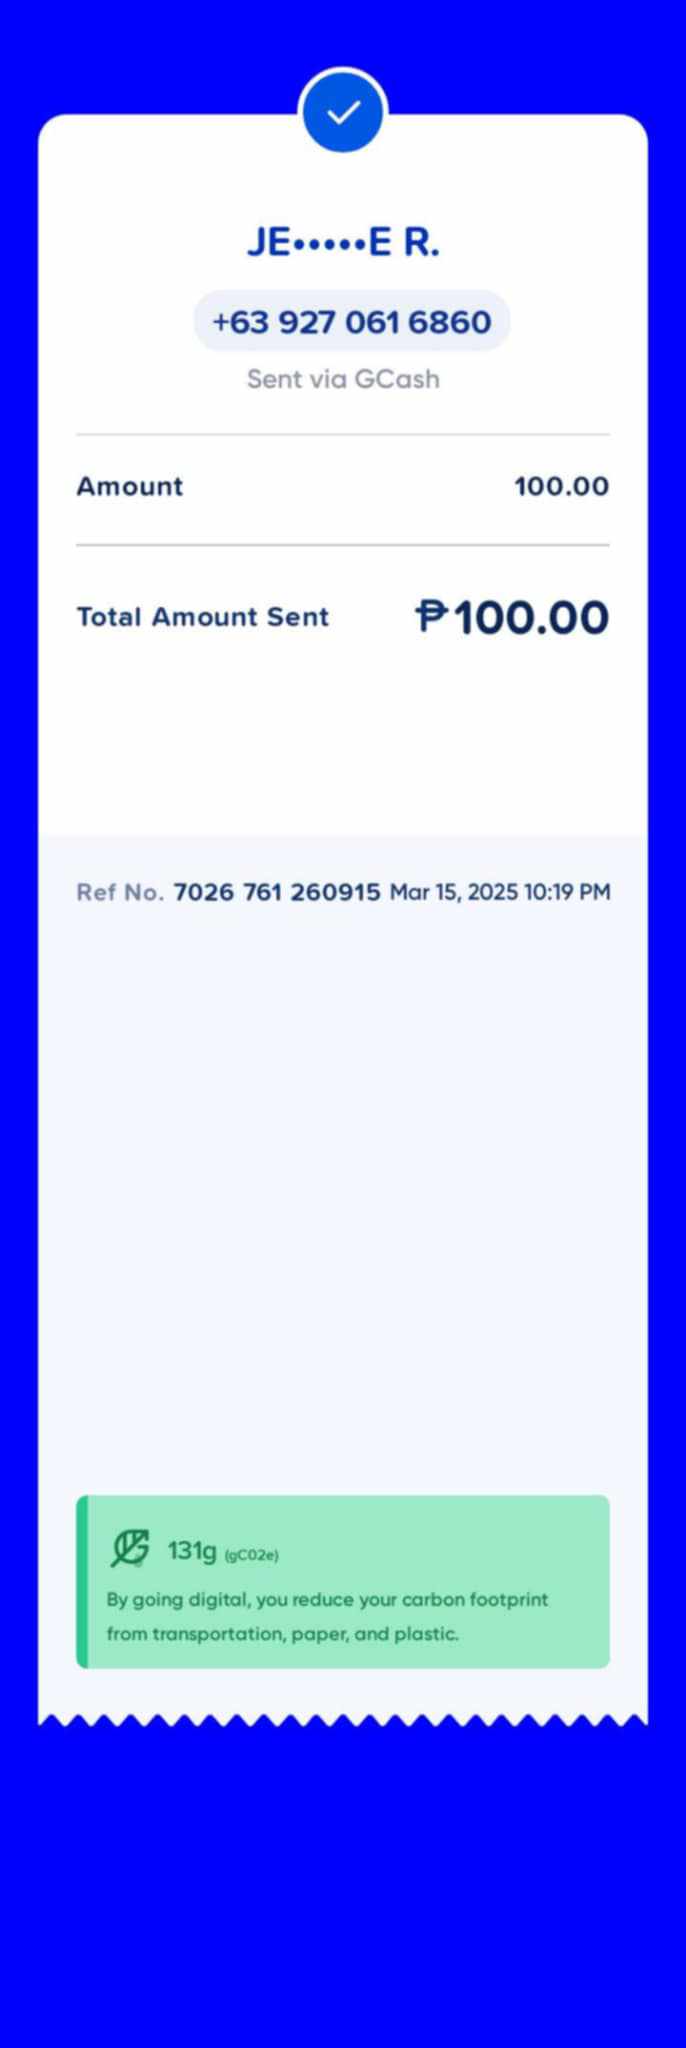 JE•••••E R.
+63 927 061 6860
Sent via GCash
Amount 100.00
Total Amount Sent ₱100.00
Ref No. 7026 761 260915 Mar 15, 2025 10:19 PM
131g (gC02e)
By going digital, you reduce your carbon footprint
from transportation, paper, and plastic.